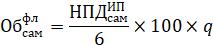 Об фл сам = НПД ИП сам / 6 × 100 × q